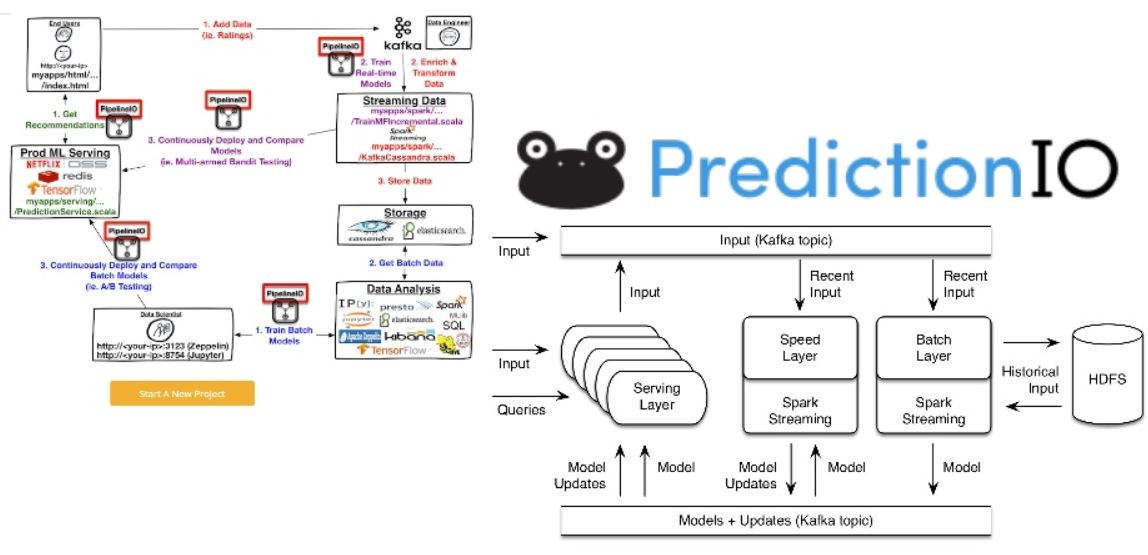 End Users
http://<your-ip>
myapps/html/...
/index.html
1. Add Data
(ie. Ratings)
kafka
Data Engineer
PipelineIO
2. Train
Real-time
Models
2. Enrich &
Transform
Data
1. Get
Recommendations
PipelineIO
PipelineIO
3. Continuously Deploy and Compare
Models
(ie. Multi-armed Bandit Testing)
Streaming Data
myapps/spark/...
/TrainMFIncremental.scala
Spark
Streaming
myapps/spark/...
/KafkaCassandra.scala
Prod ML Serving
NETFLIX OSS
redis
TensorFlow
myapps/serving/...
/PredictionService.scala
3. Store Data
Storage
cassandra
elasticsearch.
PipelineIO
3. Continuously Deploy and Compare
Batch Models
(ie. A/B Testing)
2. Get Batch Data
Data Analysis
IP[y]:
presto
Spark
MLlib
jupyter
elasticsearch.
SQL
kibana
TensorFlow
PipelineIO
1. Train Batch
Models
Data Scientist
http://<your-ip>:3123 (Zeppelin)
http://<your-ip>:8754 (Jupyter)
Start A New Project
PredictionIO
Input
Input (Kafka topic)
Input
Recent
Input
Recent
Input
Input
Queries
Serving
Layer
Speed
Layer
Spark
Streaming
Batch
Layer
Spark
Streaming
Historical
Input
HDFS
Model
Updates
Model
Model
Updates
Model
Model
Models + Updates (Kafka topic)